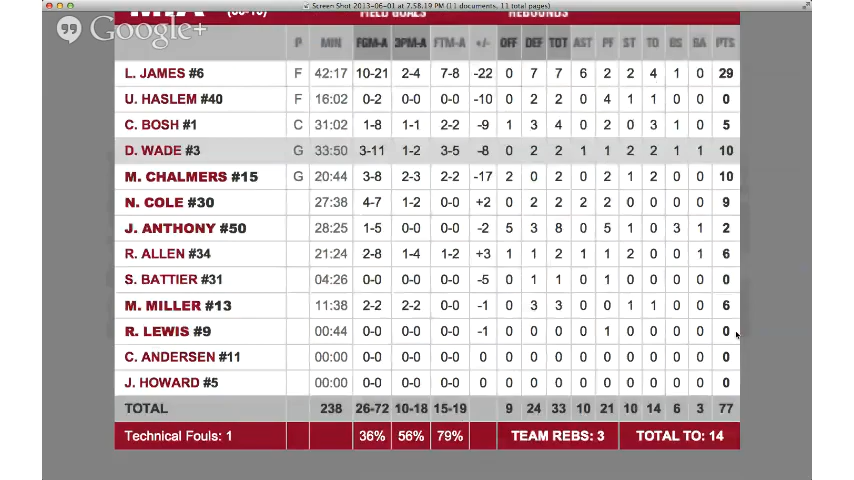 Screen Shot 2013-06-01 at 7.58.19 PM (11 documents, 11 total pages)
Google+
FIELD GOALS REBOUNDS
P MIN FGM-A 3PM-A FTM-A +/- OFF DEF TOT AST PF ST TO BS BA PTS
L. JAMES #6 F 42:17 10-21 2-4 7-8 -22 0 7 7 6 2 2 4 1 0 29
U. HASLEM #40 F 16:02 0-2 0-0 0-0 -10 0 2 2 0 4 1 1 0 0 0
C. BOSH #1 C 31:02 1-8 1-1 2-2 -9 1 3 4 0 2 0 3 1 0 5
D. WADE #3 G 33:50 3-11 1-2 3-5 -8 0 2 2 1 1 2 2 1 1 10
M. CHALMERS #15 G 20:44 3-8 2-3 2-2 -17 2 0 2 0 2 1 2 0 0 10
N. COLE #30 27:38 4-7 1-2 0-0 +2 0 2 2 2 2 0 0 0 0 9
J. ANTHONY #50 28:25 1-5 0-0 0-0 -2 5 3 8 0 5 1 0 3 1 2
R. ALLEN #34 21:24 2-8 1-4 1-2 +3 1 1 2 1 1 2 0 0 1 6
S. BATTIER #31 04:26 0-0 0-0 0-0 -5 0 1 1 0 1 0 0 0 0 0
M. MILLER #13 11:38 2-2 2-2 0-0 -1 0 3 3 0 0 1 1 0 0 6
R. LEWIS #9 00:44 0-0 0-0 0-0 -1 0 0 0 0 1 0 0 0 0 0
C. ANDERSEN #11 00:00 0-0 0-0 0-0 0 0 0 0 0 0 0 0 0 0 0
J. HOWARD #5 00:00 0-0 0-0 0-0 0 0 0 0 0 0 0 0 0 0 0
TOTAL 238 26-72 10-18 15-19 9 24 33 10 21 10 14 6 3 77
Technical Fouls: 1 36% 56% 79% TEAM REBS: 3 TOTAL TO: 14